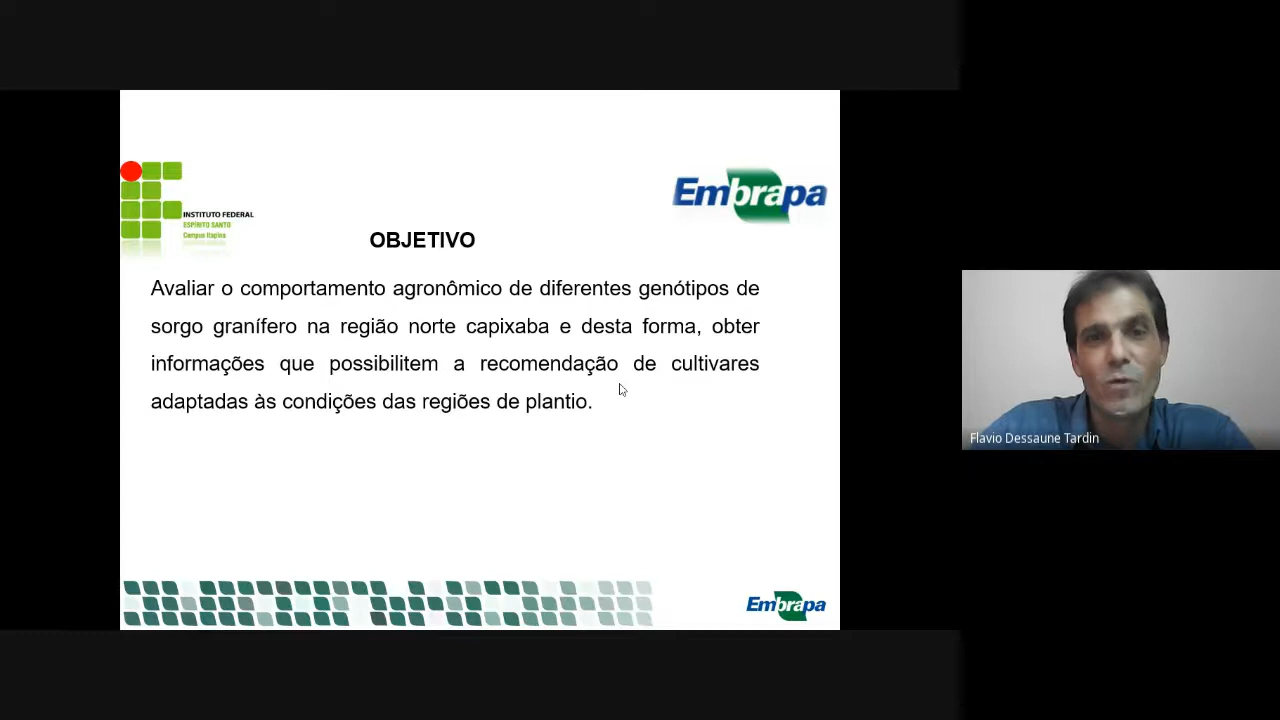 INSTITUTO FEDERAL
ESPÍRITO SANTO
Campus Itapina
Embrapa
OBJETIVO
Avaliar o comportamento agronômico de diferentes genótipos de
sorgo granífero na região norte capixaba e desta forma, obter
informações que possibilitem a recomendação de cultivares
adaptadas às condições das regiões de plantio.
Flavio Dessaune Tardin
Embrapa